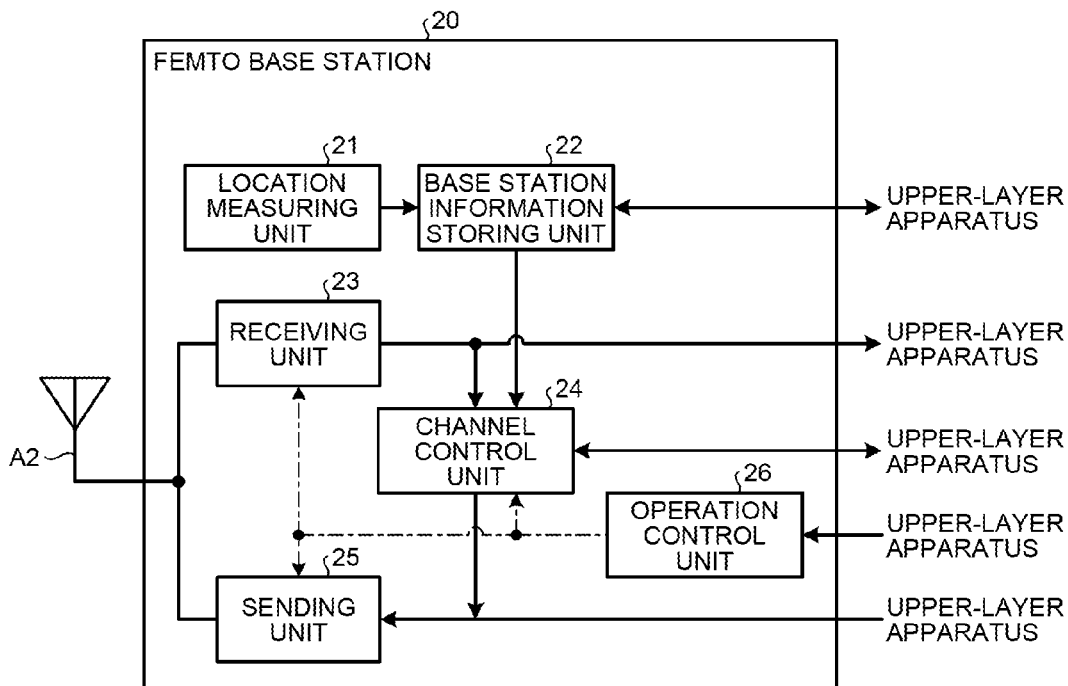 20
FEMTO BASE STATION
21
LOCATION
MEASURING
UNIT
22
BASE STATION
INFORMATION
STORING UNIT
UPPER-LAYER
APPARATUS
23
RECEIVING
UNIT
UPPER-LAYER
APPARATUS
24
CHANNEL
CONTROL
UNIT
UPPER-LAYER
APPARATUS
A2
26
OPERATION
CONTROL
UNIT
UPPER-LAYER
APPARATUS
25
SENDING
UNIT
UPPER-LAYER
APPARATUS